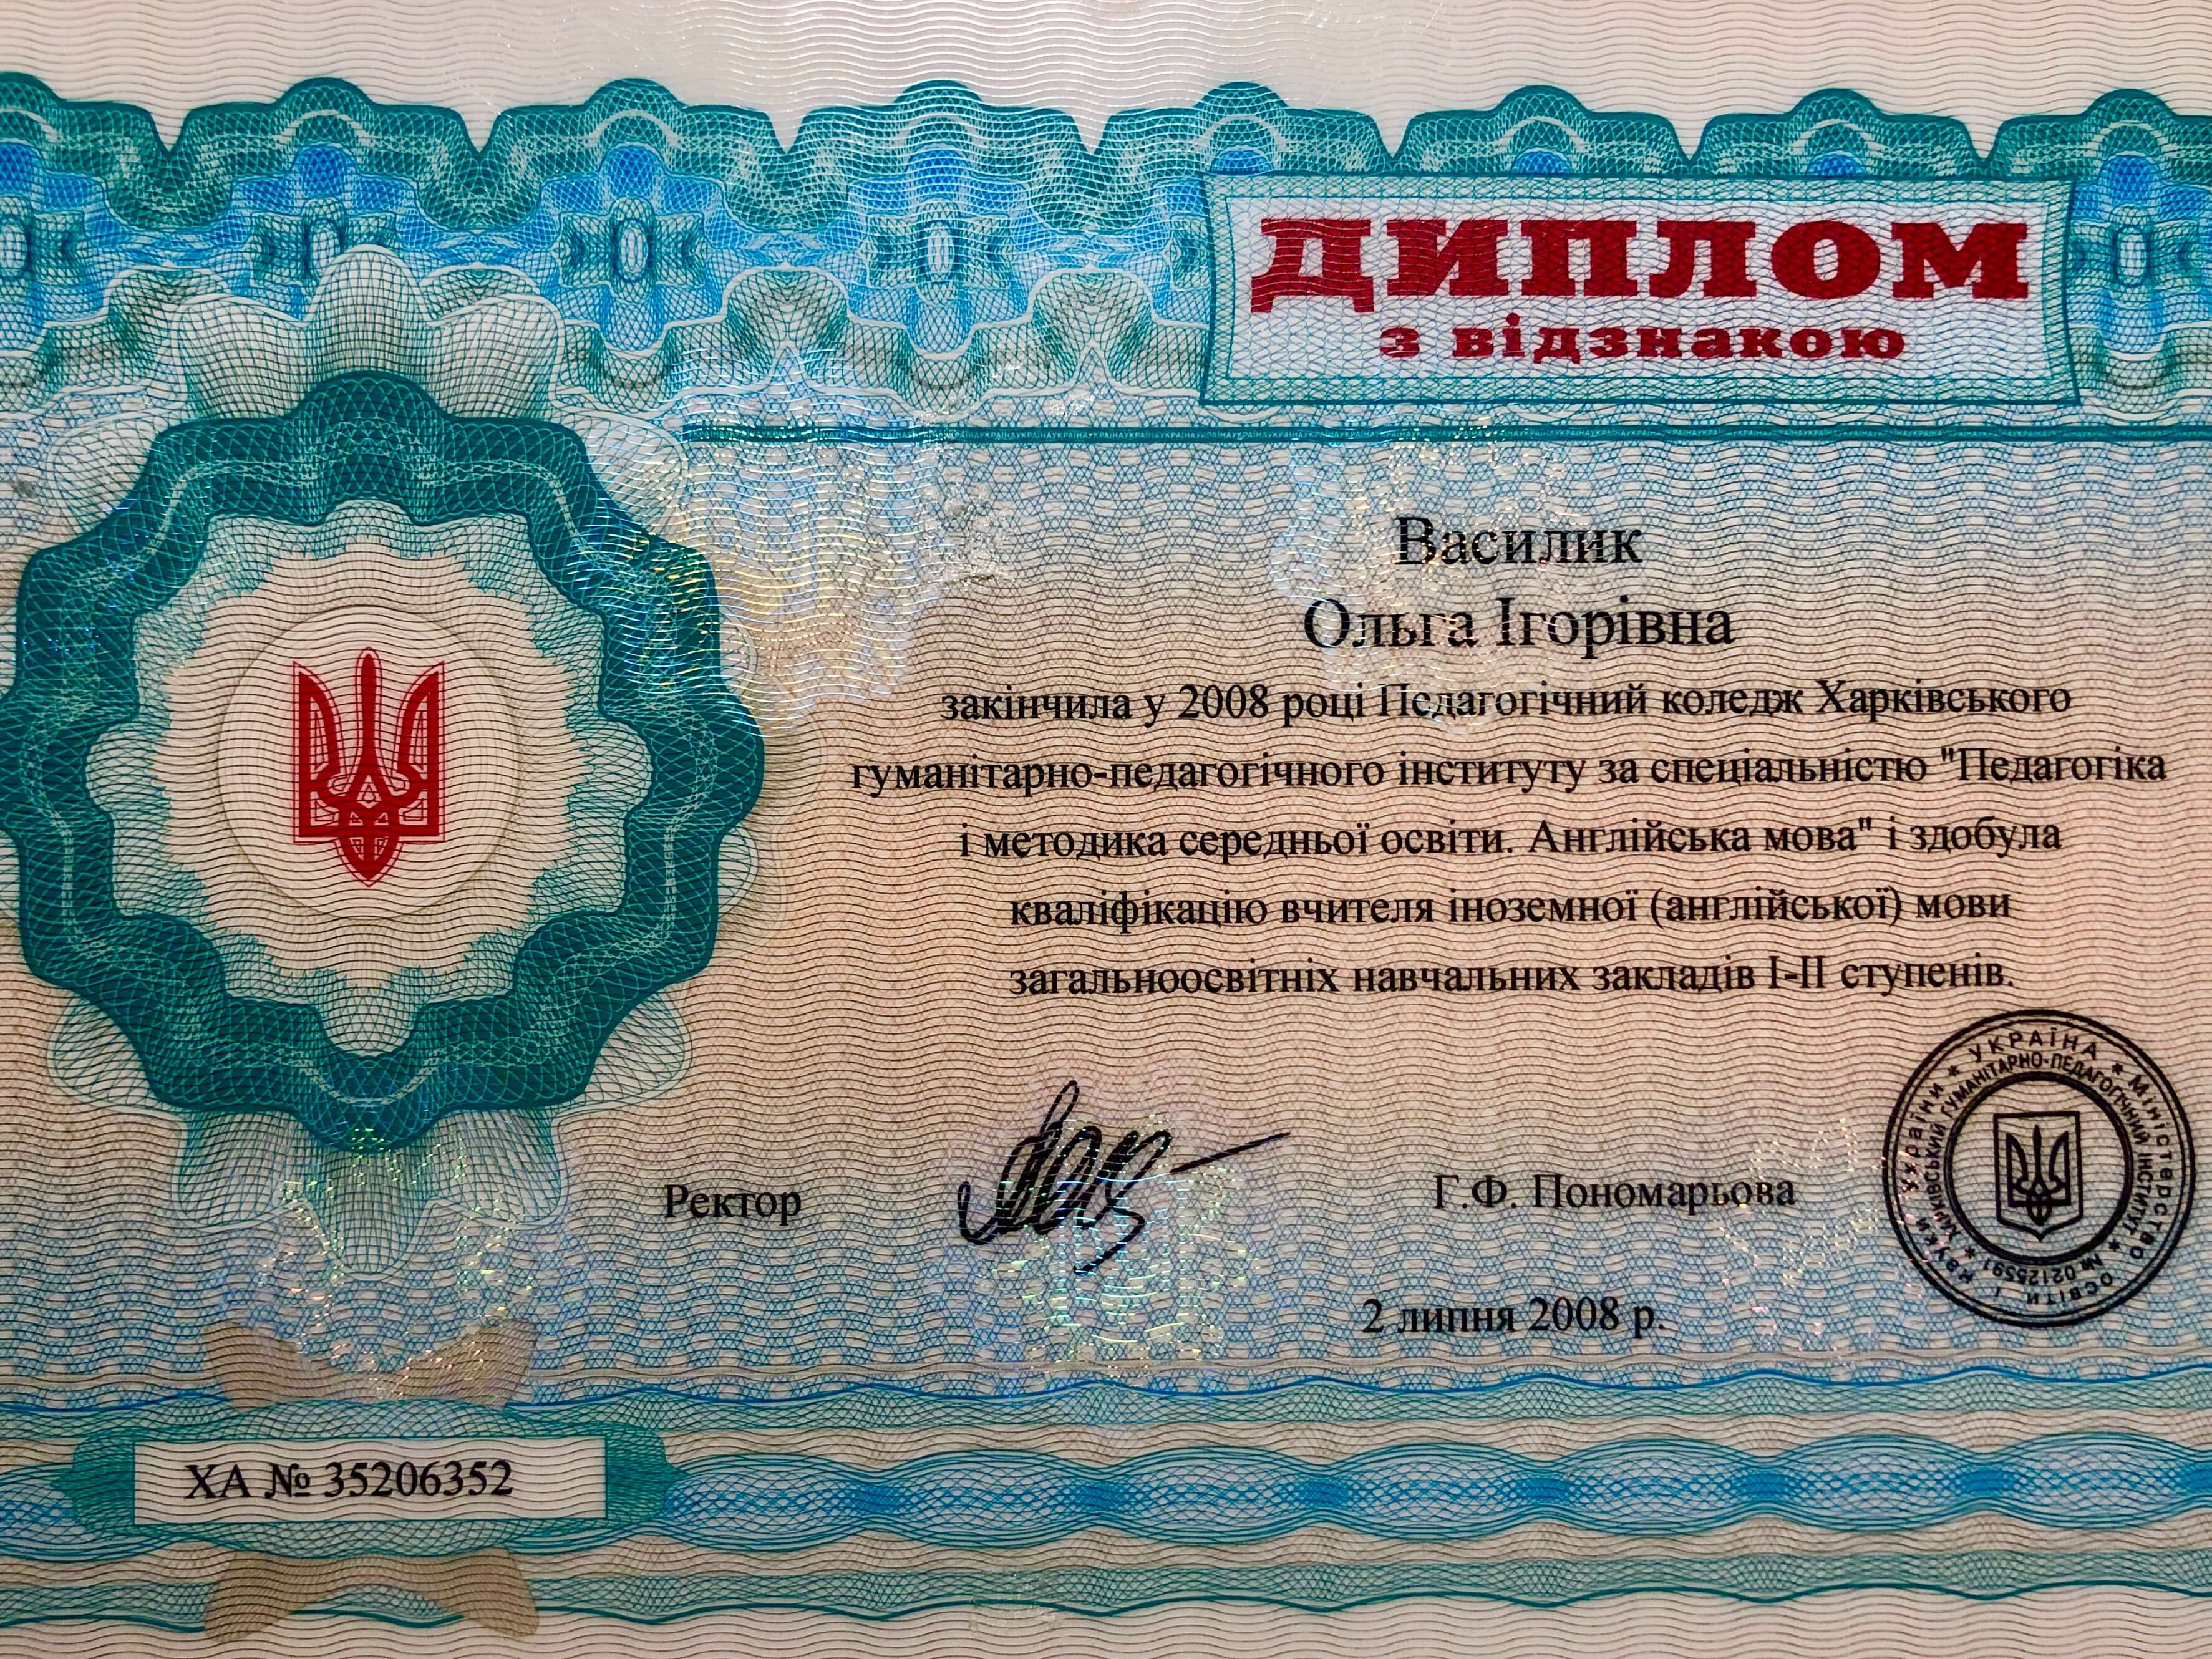 ДИПЛОМ
з відзнакою
УКРАЇНАУКРАЇНАУКРАЇНАУКРАЇНА
Василик
Ольга Ігорівна
закінчила у 2008 році Педагогічний коледж Харківського
гуманітарно-педагогічного інституту за спеціальністю "Педагогіка
і методика середньої освіти. Англійська мова" і здобула
кваліфікацію вчителя іноземної (англійської) мови
загальноосвітніх навчальних закладів І-ІІ ступенів.
Ректор
Г.Ф. Пономарьова
2 липня 2008 р.
* УКРАЇНА * Міністерство освіти і науки України
* ХАРКІВСЬКИЙ ГУМАНІТАРНО-ПЕДАГОГІЧНИЙ ІНСТИТУТ * № 02125591
ХА № 35206352